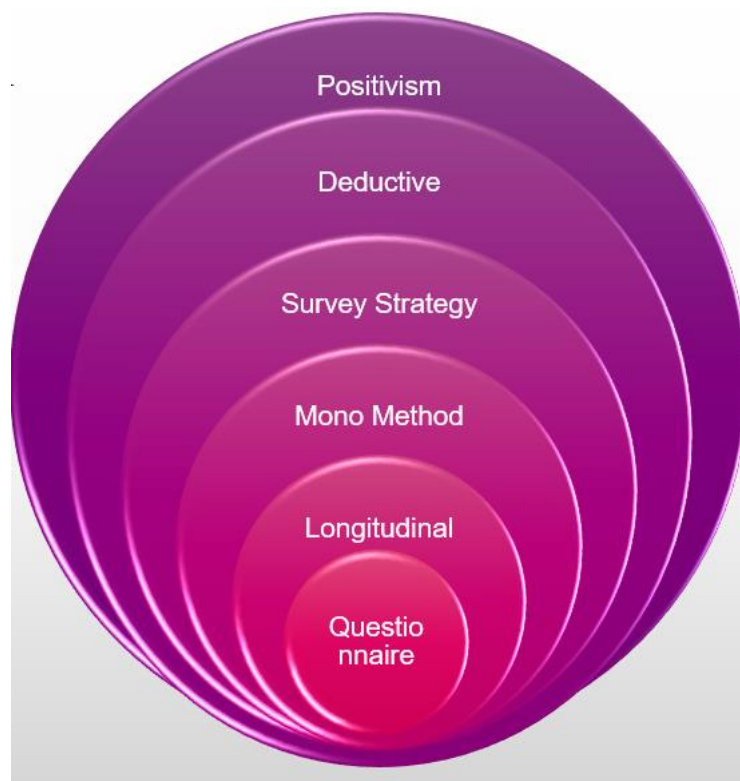 Positivism
Deductive
Survey Strategy
Mono Method
Longitudinal
Questio
nnaire